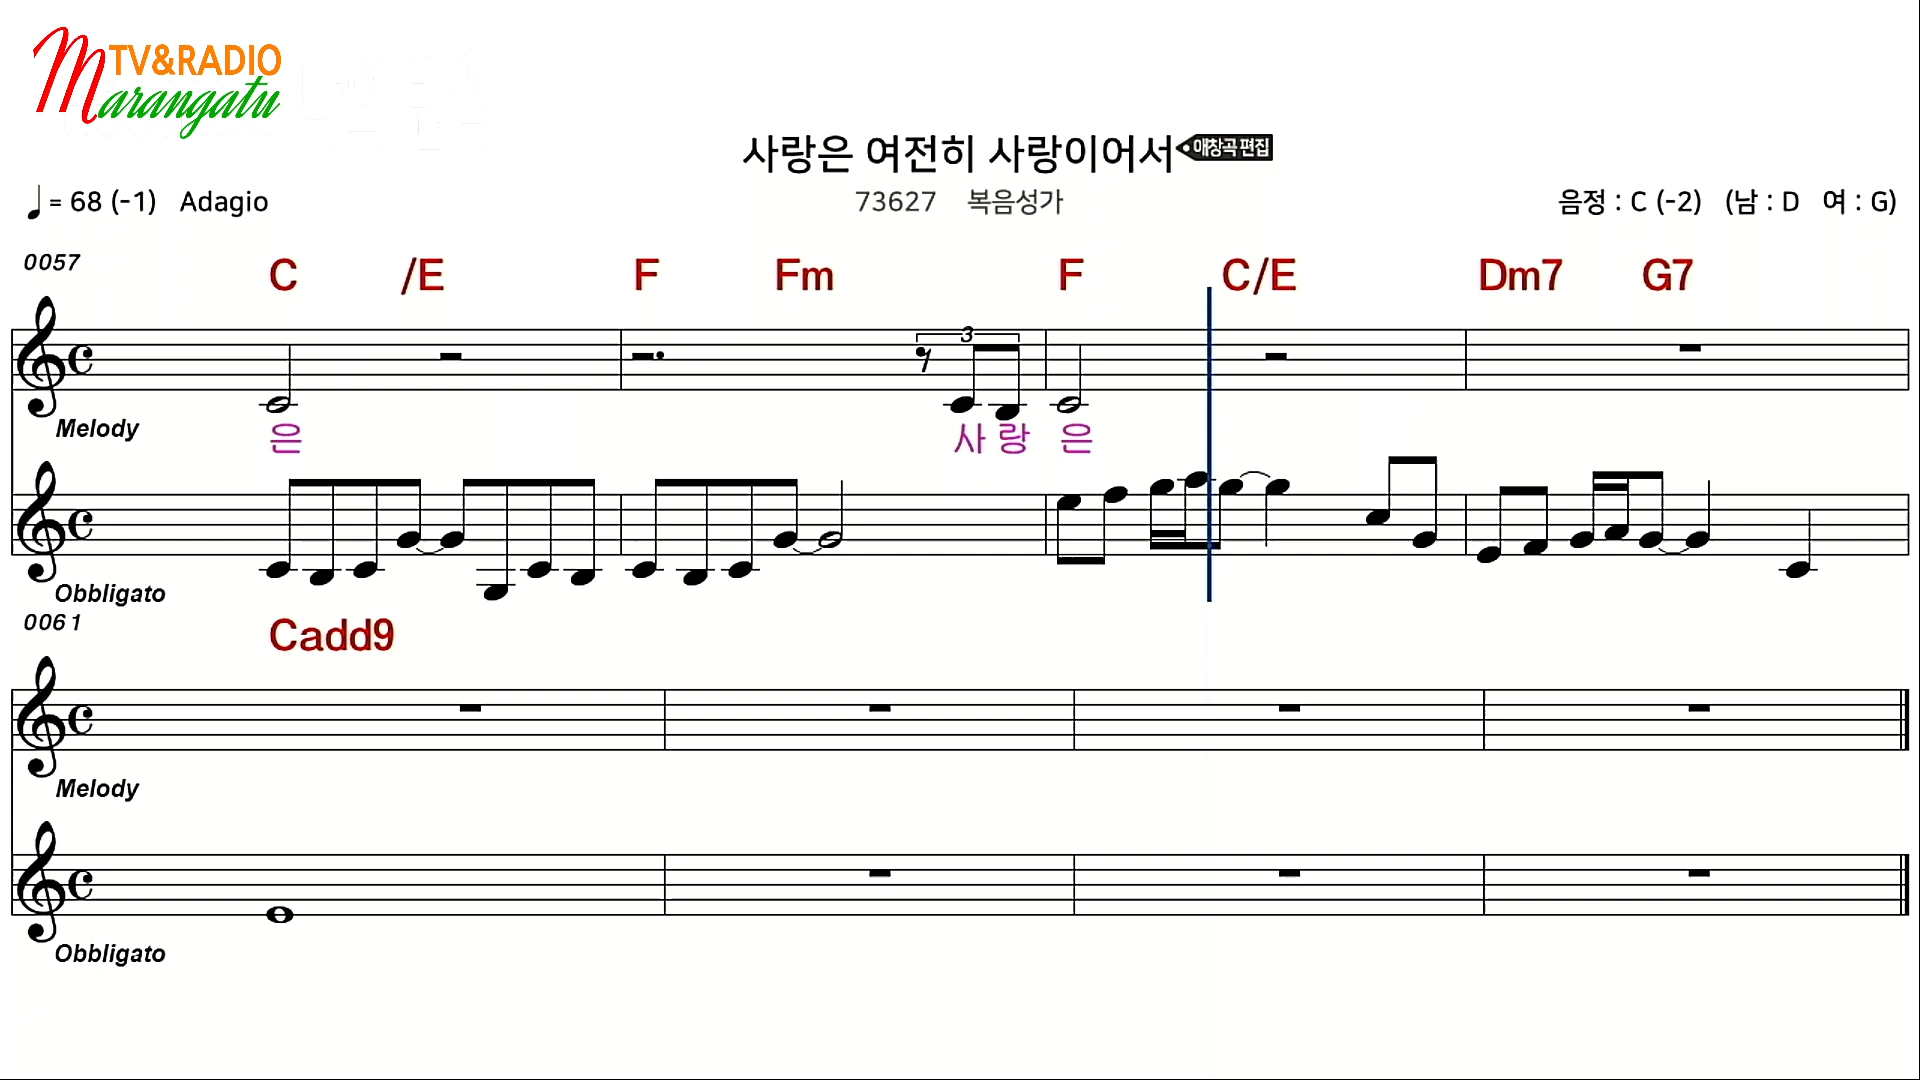 TV&RADIO
Marangatu
사랑은 여전히 사랑이어서 애창곡 편집
♩ = 68 (-1) Adagio 73627 복음성가 음정 : C (-2) (남 : D 여 : G)
0057 C /E F Fm F C/E Dm7 G7
3
Melody 은 사 랑 은
Obbligato
0061 Cadd9
Melody
Obbligato